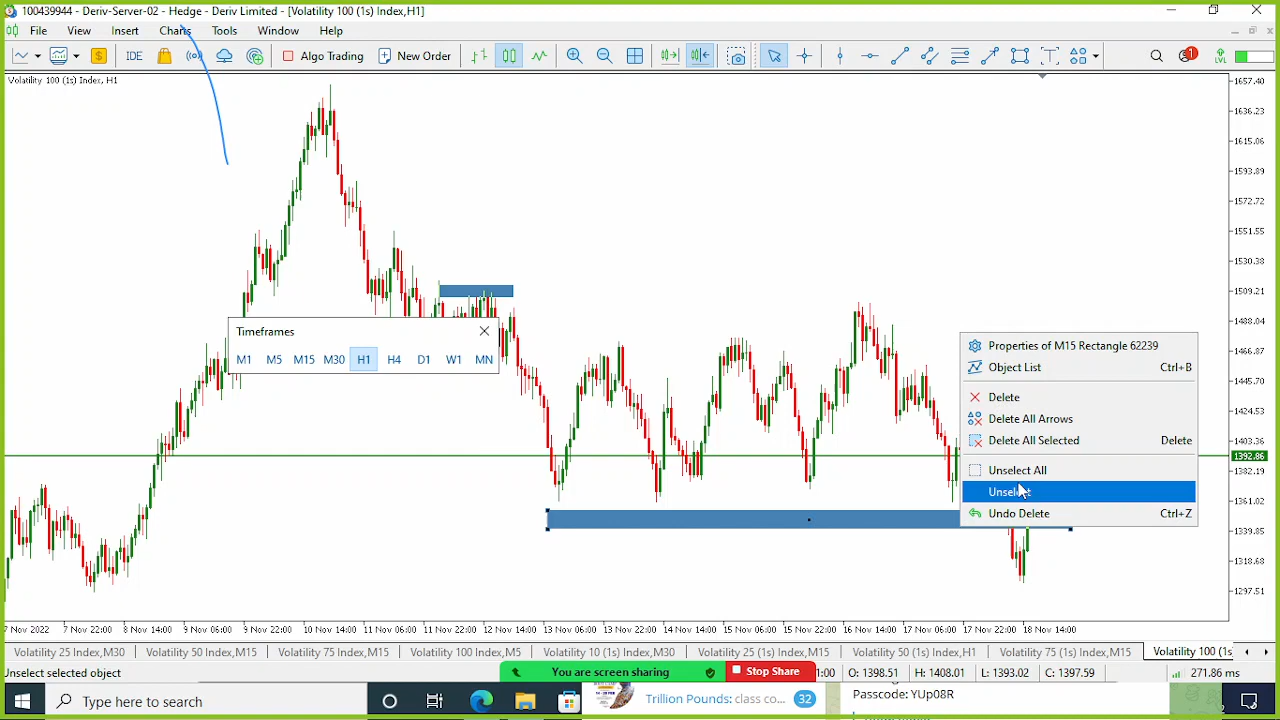 100439944 - Deriv-Server-02 - Hedge - Deriv Limited - [Volatility 100 (1s) Index,H1]
File View Insert Charts Tools Window Help
IDE Algo Trading New Order T 1 LVL
Volatility 100 (1s) Index, H1
1657.40
1636.23
1615.06
1593.89
1572.72
1551.55
1530.38
1509.21
1488.04
Timeframes
M1 M5 M15 M30 H1 H4 D1 W1 MN
Properties of M15 Rectangle 62239
Object List Ctrl+B
Delete
Delete All Arrows
Delete All Selected Delete
Unselect All
Unselect
Undo Delete Ctrl+Z
1466.87
1445.70
1424.53
1403.36
1392.86
1382.19
1361.02
1339.85
1318.68
1297.51
7 Nov 2022 7 Nov 22:00 8 Nov 14:00 9 Nov 06:00 9 Nov 22:00 10 Nov 14:00 11 Nov 06:00 11 Nov 22:00 12 Nov 14:00 13 Nov 06:00 13 Nov 22:00 14 Nov 14:00 15 Nov 06:00 15 Nov 22:00 16 Nov 14:00 17 Nov 06:00 17 Nov 22:00 18 Nov 14:00
Volatility 25 Index,M30 Volatility 50 Index,M15 Volatility 75 Index,M15 Volatility 100 Index,M5 Volatility 10 (1s) Index,M30 Volatility 25 (1s) Index,M15 Volatility 50 (1s) Index,H1 Volatility 75 (1s) Index,M15 Volatility 100 (1s)
Unselect selected object You are screen sharing Stop Share 1:00 O: 1398.51 H: 1408.01 L: 1393.02 C: 1397.59 271.86 ms
Type here to search Trillion Pounds: class co... 32 Passcode: YUp08R